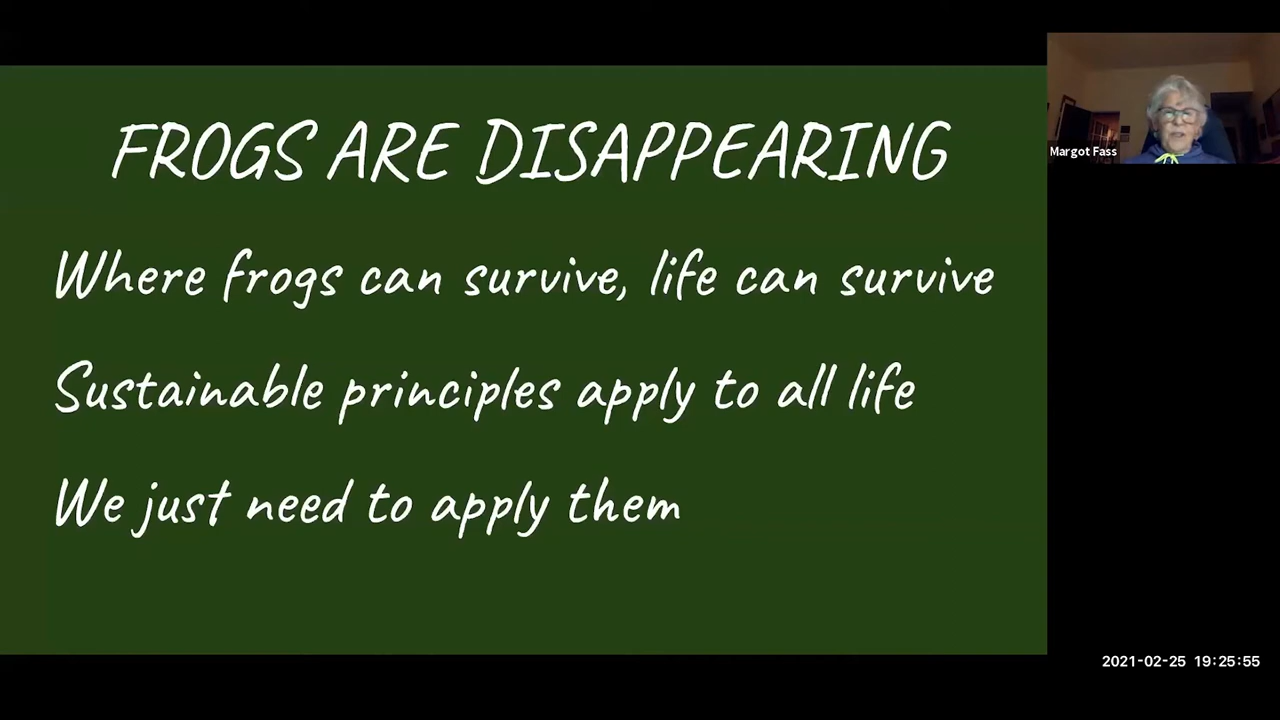 FROGS ARE DISAPPEARING
Where frogs can survive, life can survive
Sustainable principles apply to all life
We just need to apply them
Margot Fass
2021-02-25 19:25:55